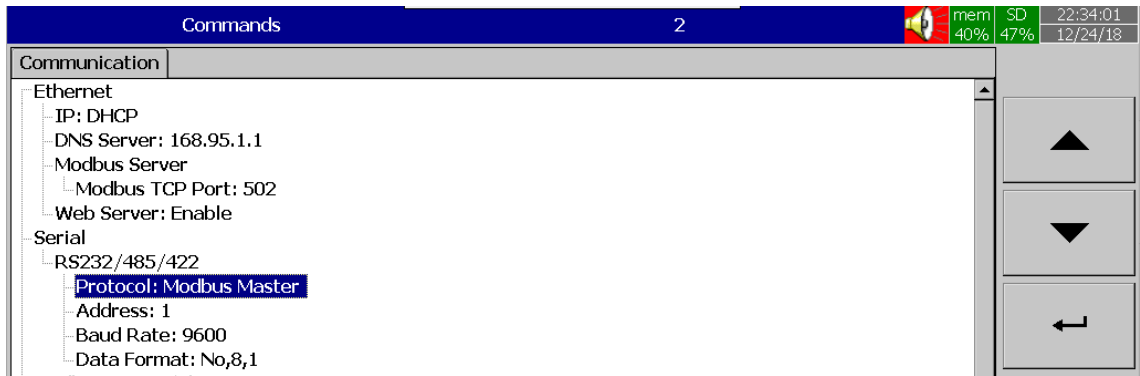 Commands 2 mem 40% SD 47% 22:34:01 12/24/18
Communication
Ethernet
IP: DHCP
DNS Server: 168.95.1.1
Modbus Server
Modbus TCP Port: 502
Web Server: Enable
Serial
RS232/485/422
Protocol: Modbus Master
Address: 1
Baud Rate: 9600
Data Format: No,8,1